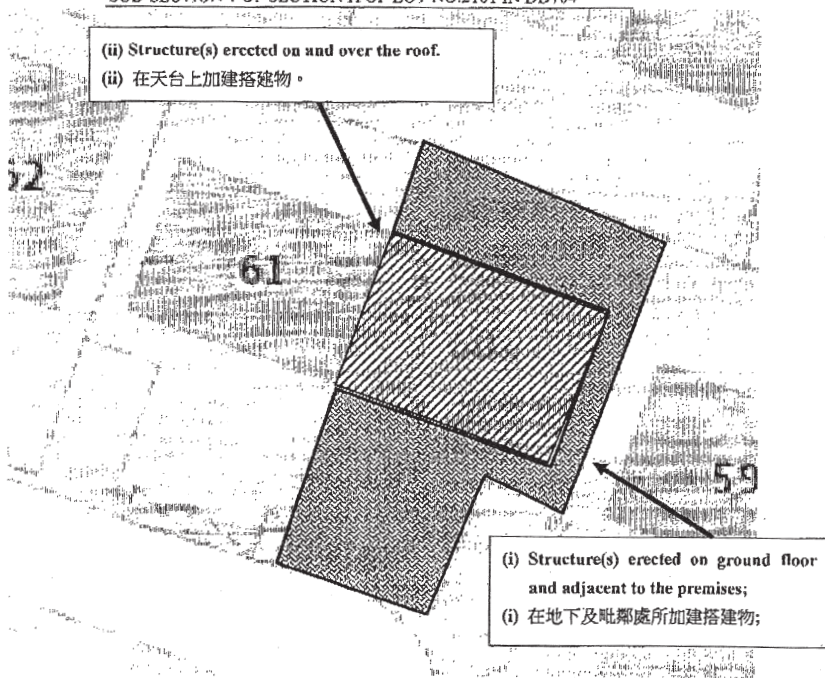 (ii) Structure(s) erected on and over the roof.
(ii) 在天台上加建搭建物。
61
59
(i) Structure(s) erected on ground floor
and adjacent to the premises;
(i) 在地下及毗鄰處所加建搭建物;